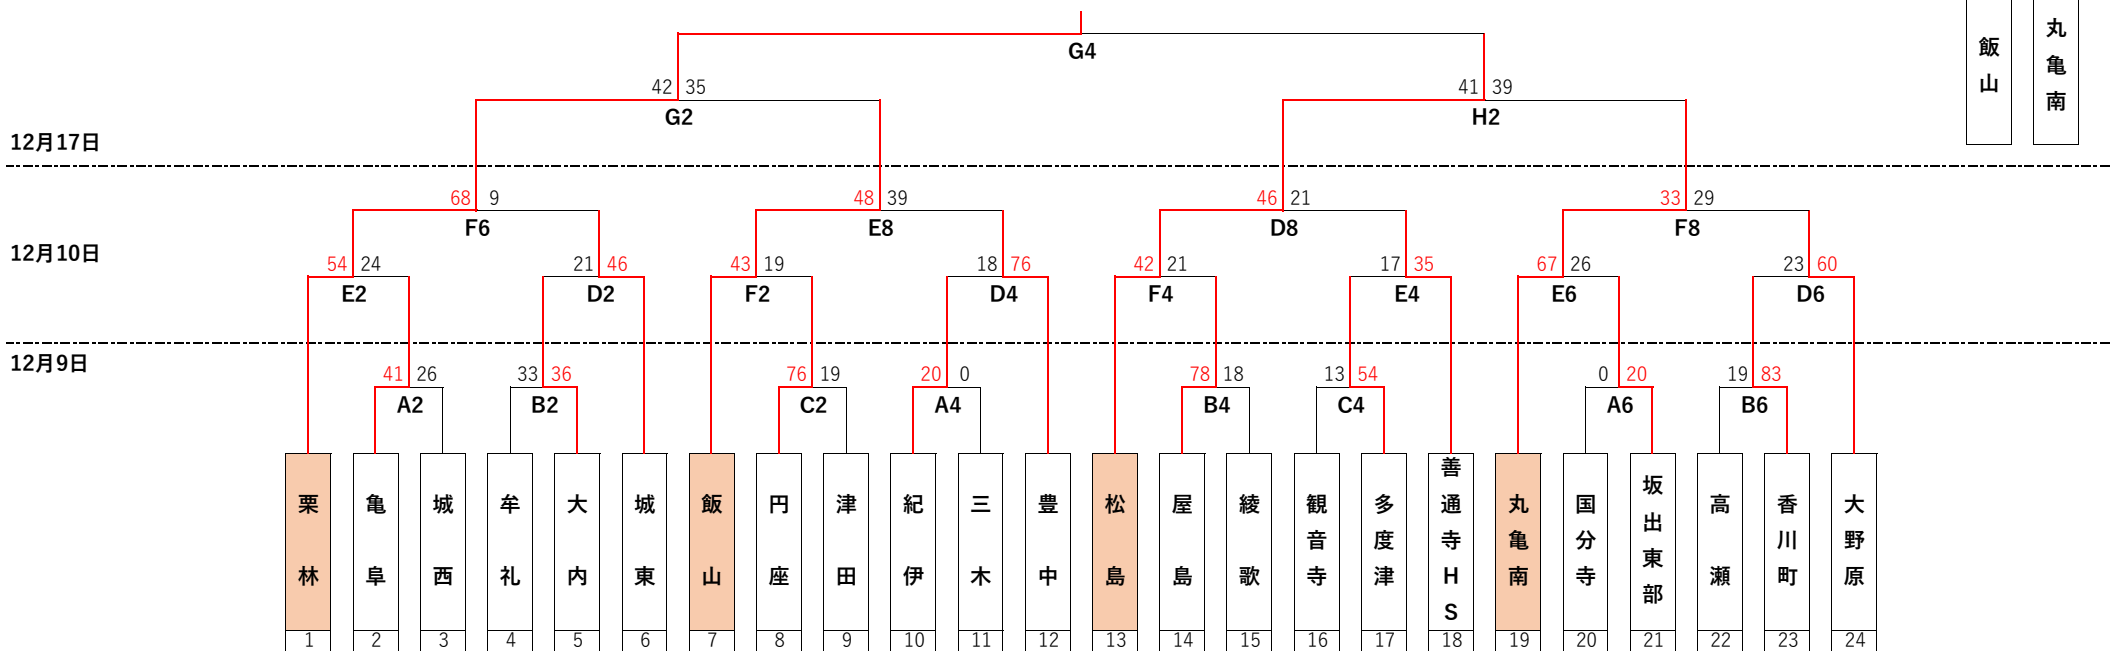 G4
飯山
丸亀南
42 35
41 39
G2
H2
12月17日
68 9
48 39
46 21
33 29
F6
E8
D8
F8
12月10日
54 24
21 46
43 19
18 76
42 21
17 35
67 26
23 60
E2
D2
F2
D4
F4
E4
E6
D6
12月9日
41 26
33 36
76 19
20 0
78 18
13 54
0 20
19 83
A2
B2
C2
A4
B4
C4
A6
B6
栗林
亀阜
城西
牟礼
大内
城東
飯山
円座
津田
紀伊
三木
豊中
松島
屋島
綾歌
観音寺
多度津
善通寺HS
丸亀南
国分寺
坂出東部
高瀬
香川町
大野原
1 2 3 4 5 6 7 8 9 10 11 12 13 14 15 16 17 18 19 20 21 22 23 24